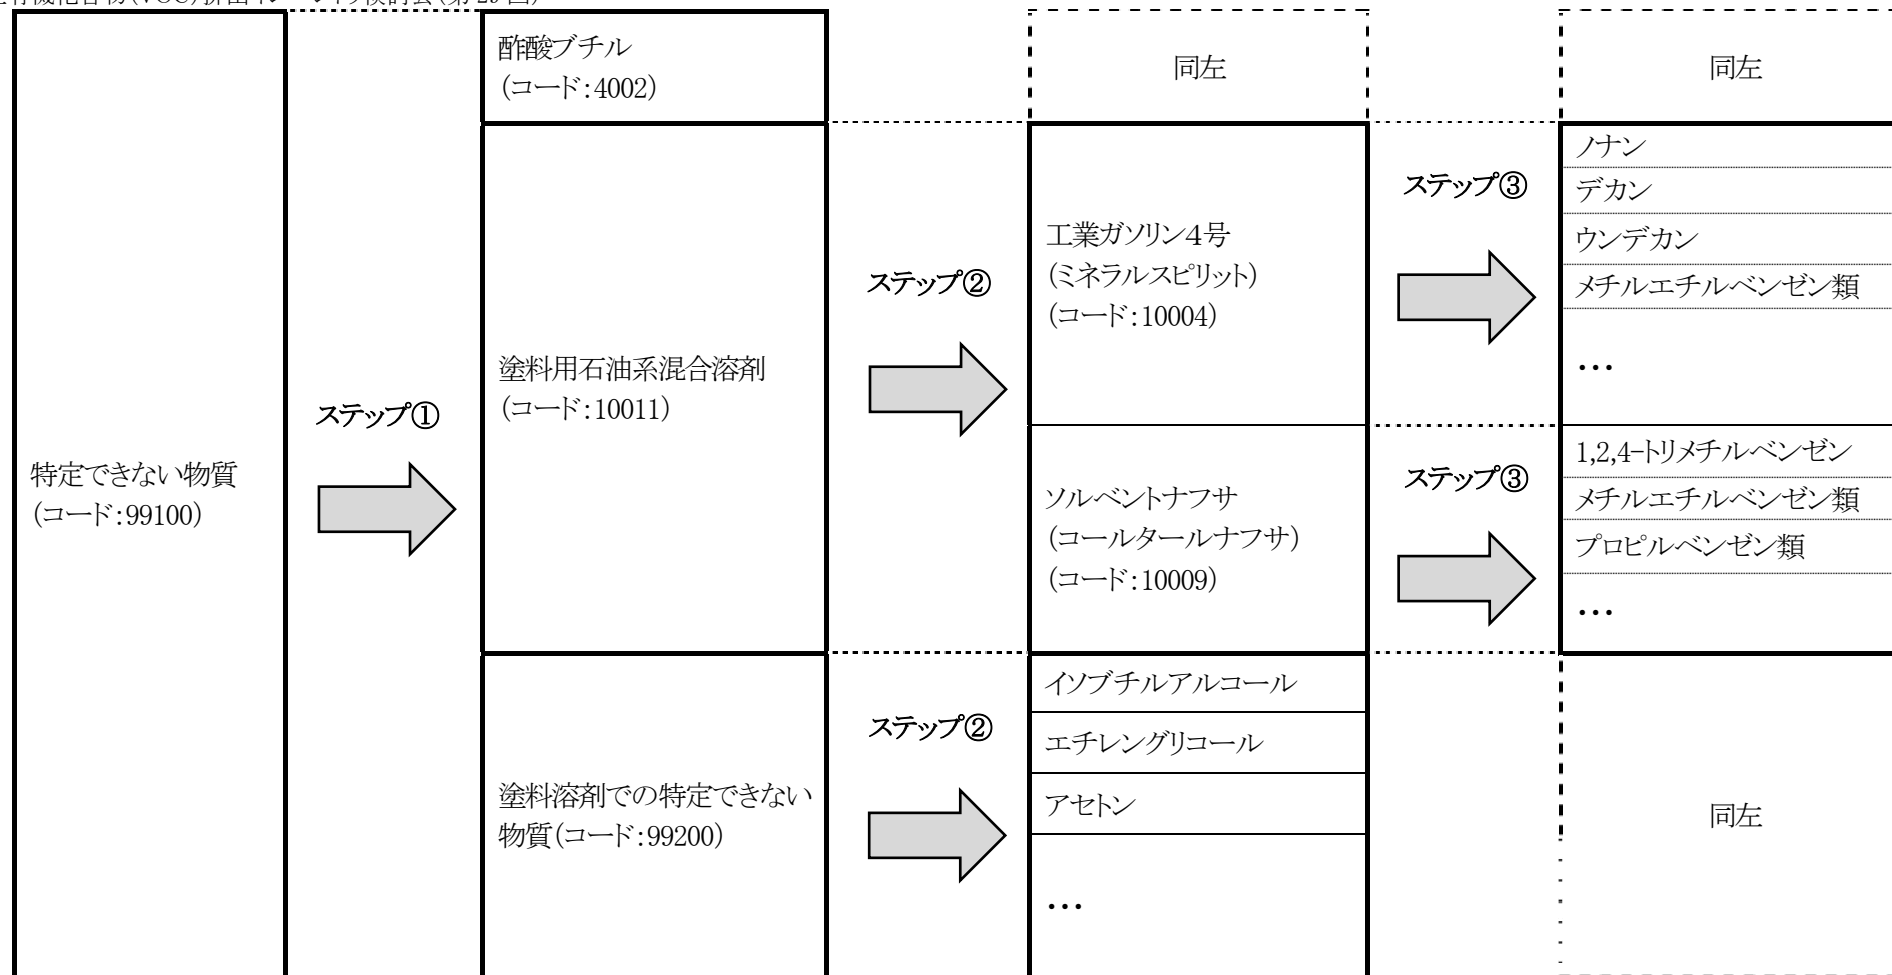 特定できない物質
(コード:99100)
ステップ①
酢酸ブチル
(コード:4002)
塗料用石油系混合溶剤
(コード:10011)
塗料溶剤での特定できない
物質(コード:99200)
ステップ②
ステップ②
同左
工業ガソリン4号
(ミネラルスピリット)
(コード:10004)
ソルベントナフサ
(コールタールナフサ)
(コード:10009)
イソブチルアルコール
エチレングリコール
アセトン
…
ステップ③
ステップ③
同左
ノナン
デカン
ウンデカン
メチルエチルベンゼン類
…
1,2,4-トリメチルベンゼン
メチルエチルベンゼン類
プロピルベンゼン類
…
同左